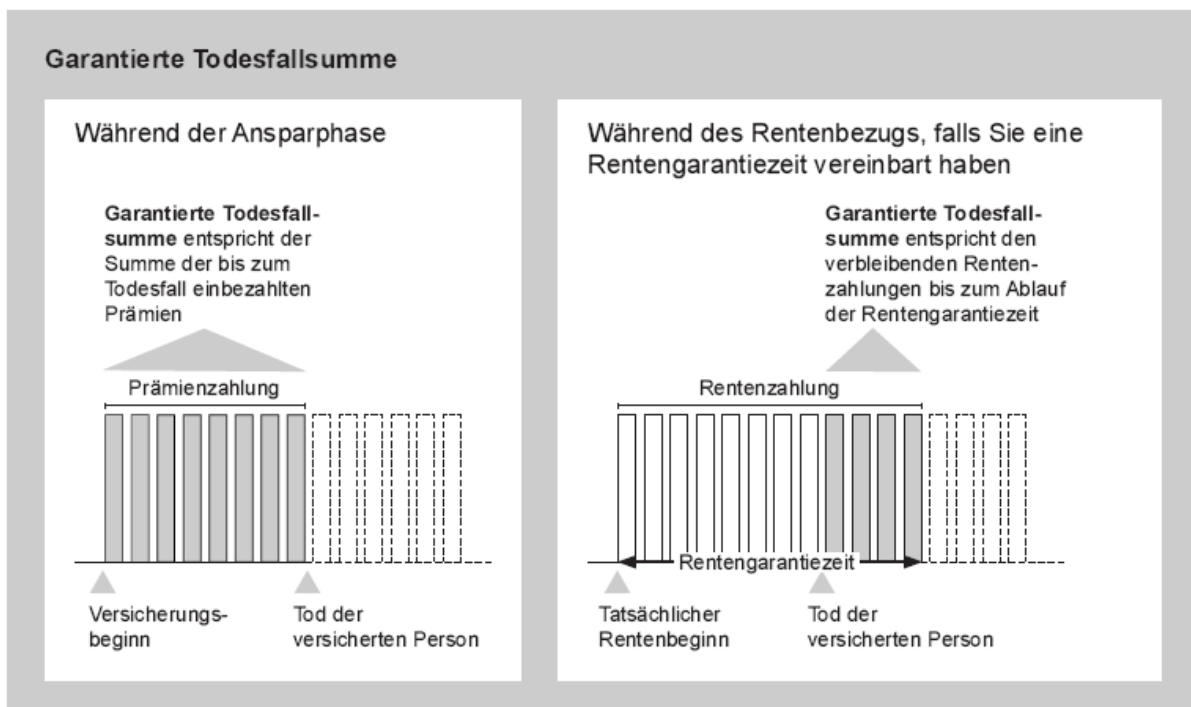 Garantierte Todesfallsumme
Während der Ansparphase
Garantierte Todesfall-
summe entspricht der
Summe der bis zum
Todesfall einbezahlten
Prämien
Prämienzahlung
Versicherungs-
beginn
Tod der
versicherten Person
Während des Rentenbezugs, falls Sie eine
Rentengarantiezeit vereinbart haben
Garantierte Todesfall-
summe entspricht den
verbleibenden Renten-
zahlungen bis zum Ablauf
der Rentengarantiezeit
Rentenzahlung
Rentengarantiezeit
Tatsächlicher
Rentenbeginn
Tod der
versicherten Person